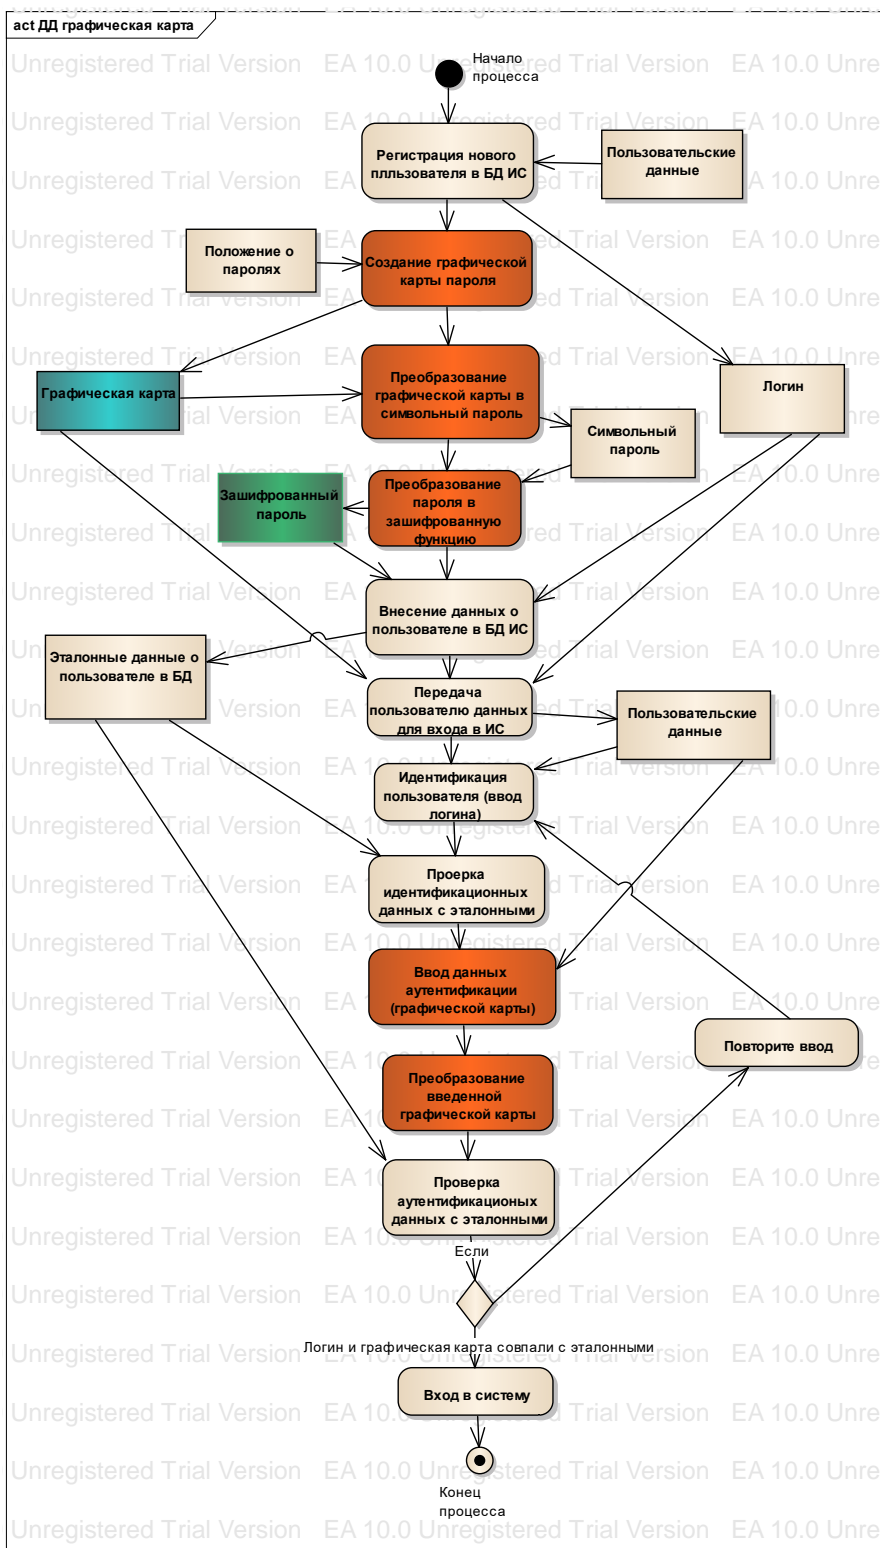 act ДД графическая карта
Начало
процесса
Регистрация нового
плльзователя в БД ИС
Пользовательские
данные
Положение о
паролях
Создание графической
карты пароля
Графическая карта
Преобразование
графической карты в
символьный пароль
Логин
Символьный
пароль
Зашифрованный
пароль
Преобразование
пароля в
зашифрованную
функцию
Внесение данных о
пользователе в БД ИС
Эталонные данные о
пользователе в БД
Передача
пользователю данных
для входа в ИС
Пользовательские
данные
Идентификация
пользователя (ввод
логина)
Проерка
идентификационных
данных с эталонными
Ввод данных
аутентификации
(графической карты)
Повторите ввод
Преобразование
введенной
графической карты
Проверка
аутентификационых
данных с эталонными
Если
Логин и графическая карта совпали с эталонными
Вход в систему
Конец
процесса
Unregistered Trial Version EA 10.0 Unregistered Trial Version EA 10.0 Unre